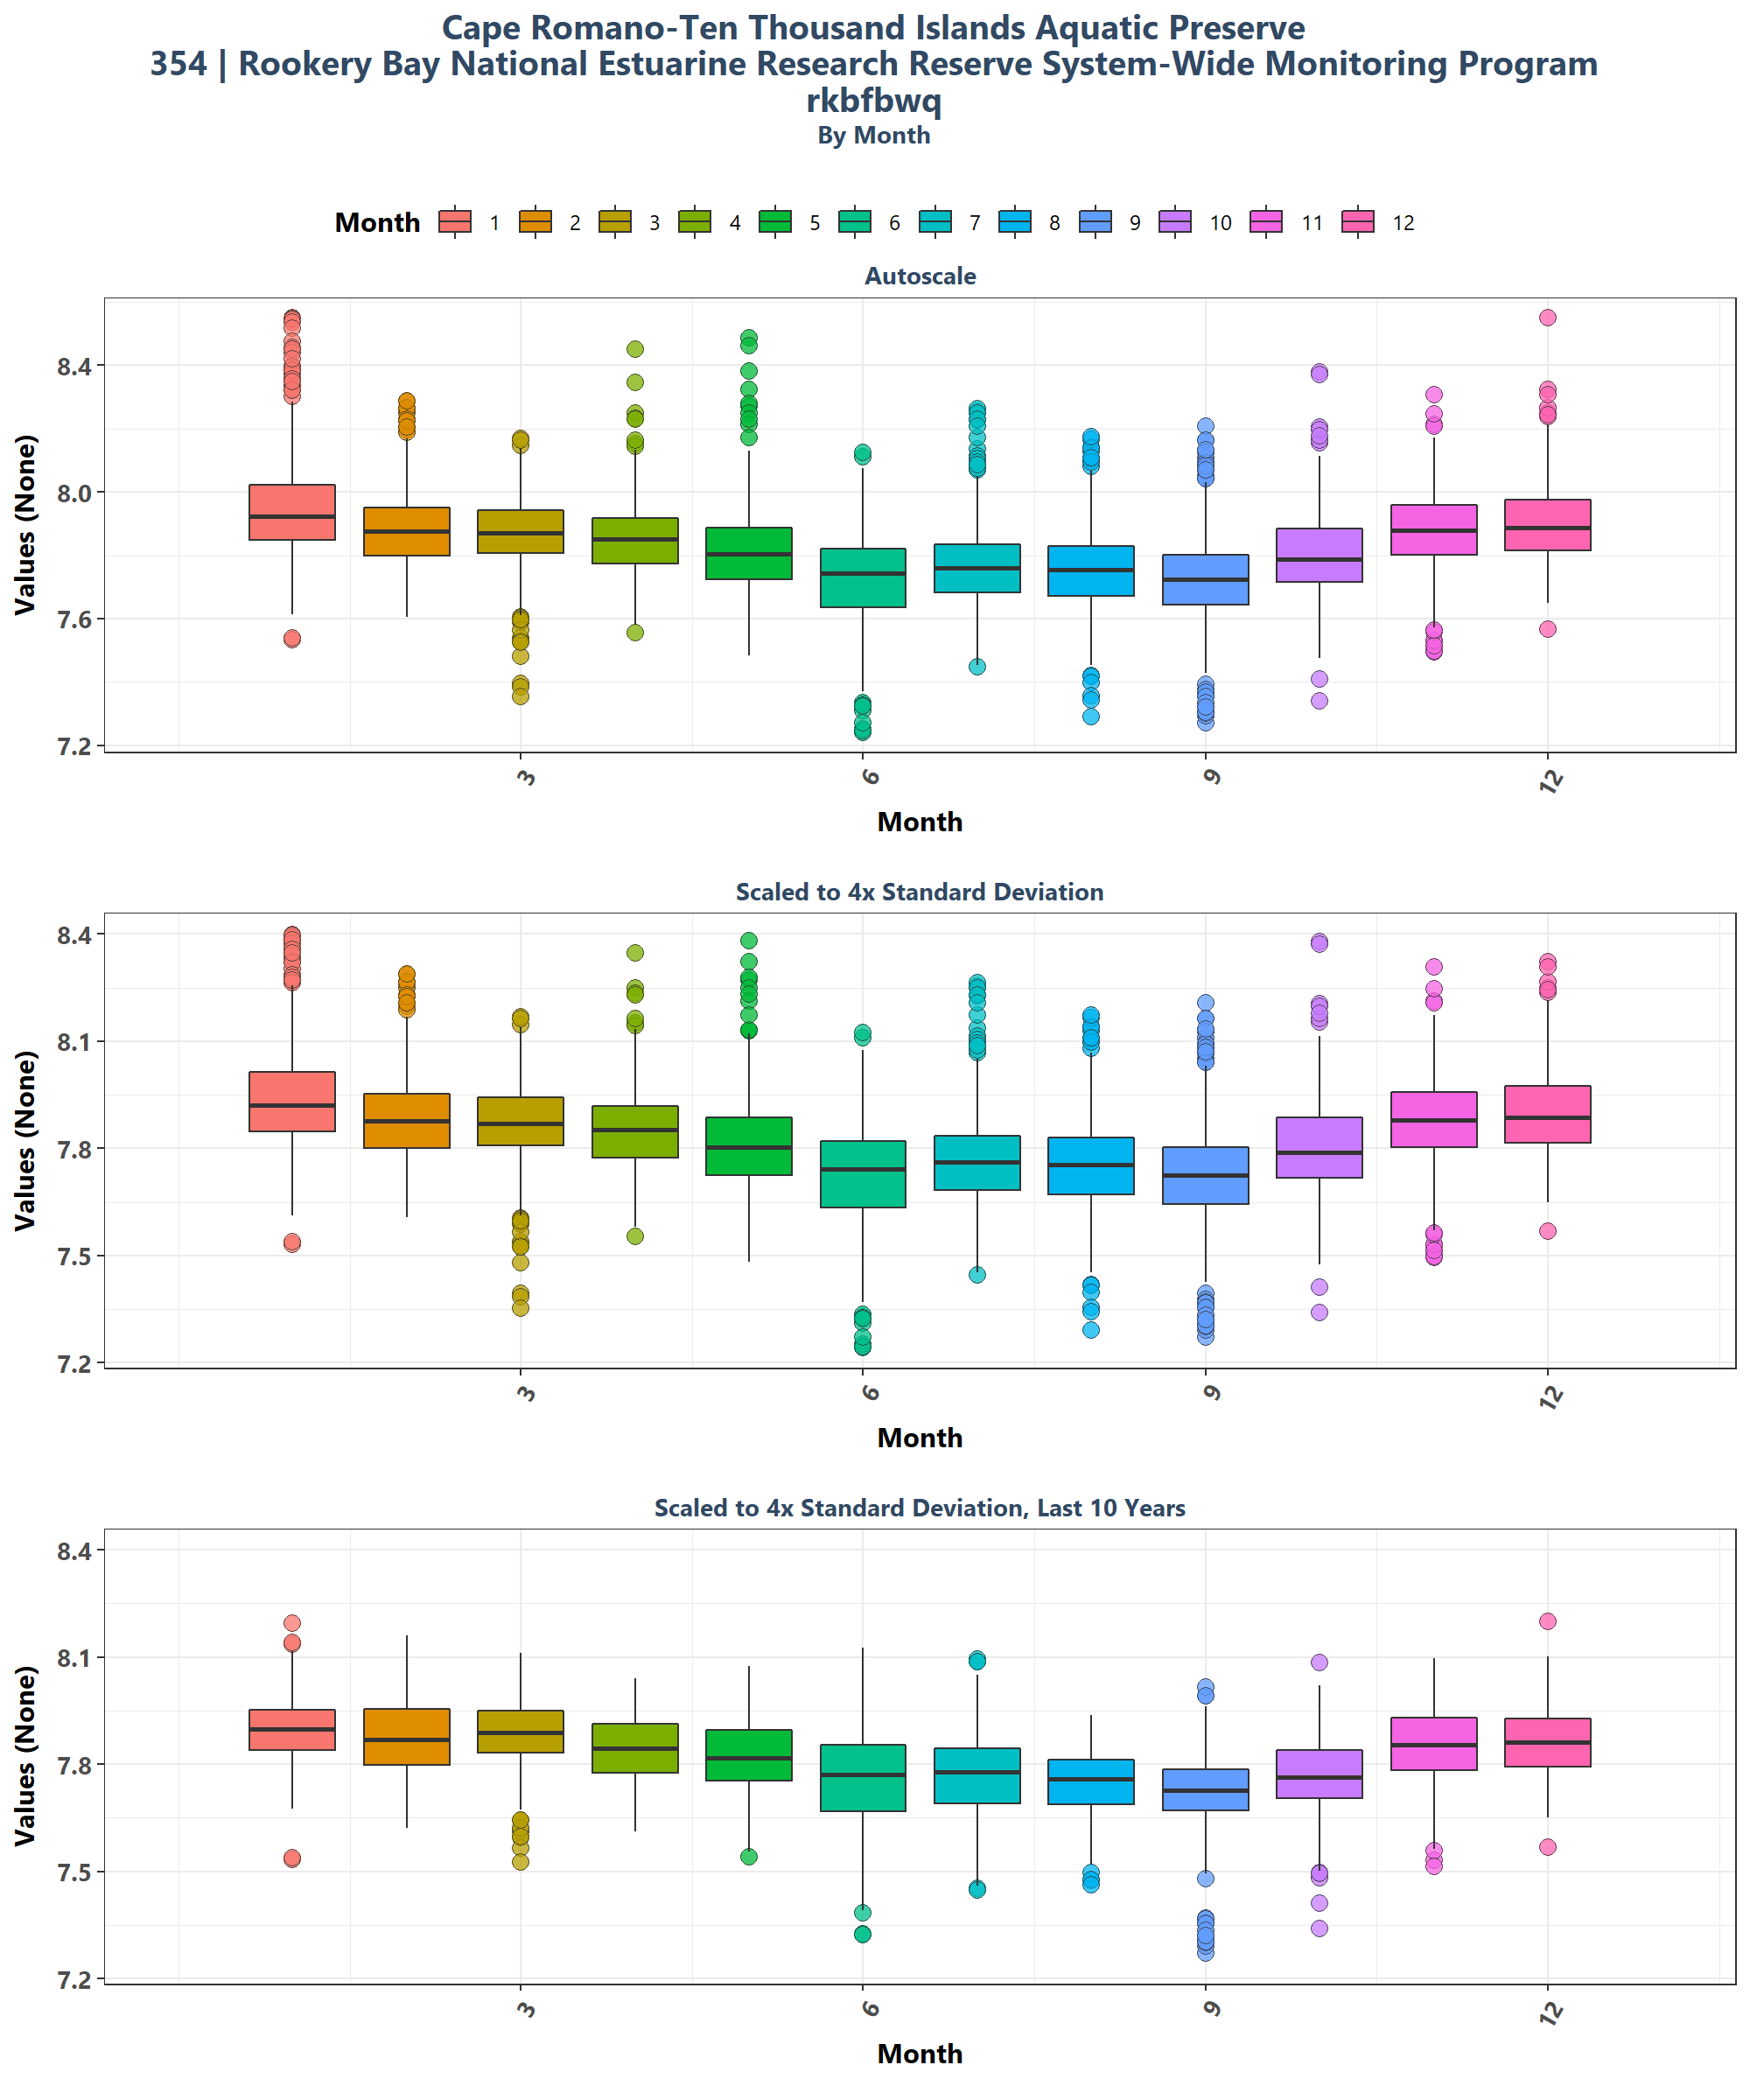 Cape Romano-Ten Thousand Islands Aquatic Preserve
354 | Rookery Bay National Estuarine Research Reserve System-Wide Monitoring Program
rkbfbwq
By Month
Month 1 2 3 4 5 6 7 8 9 10 11 12
Autoscale
Values (None)
8.4
8.0
7.6
7.2
3 6 9 12
Month
Scaled to 4x Standard Deviation
Values (None)
8.4
8.1
7.8
7.5
7.2
3 6 9 12
Month
Scaled to 4x Standard Deviation, Last 10 Years
Values (None)
8.4
8.1
7.8
7.5
7.2
3 6 9 12
Month